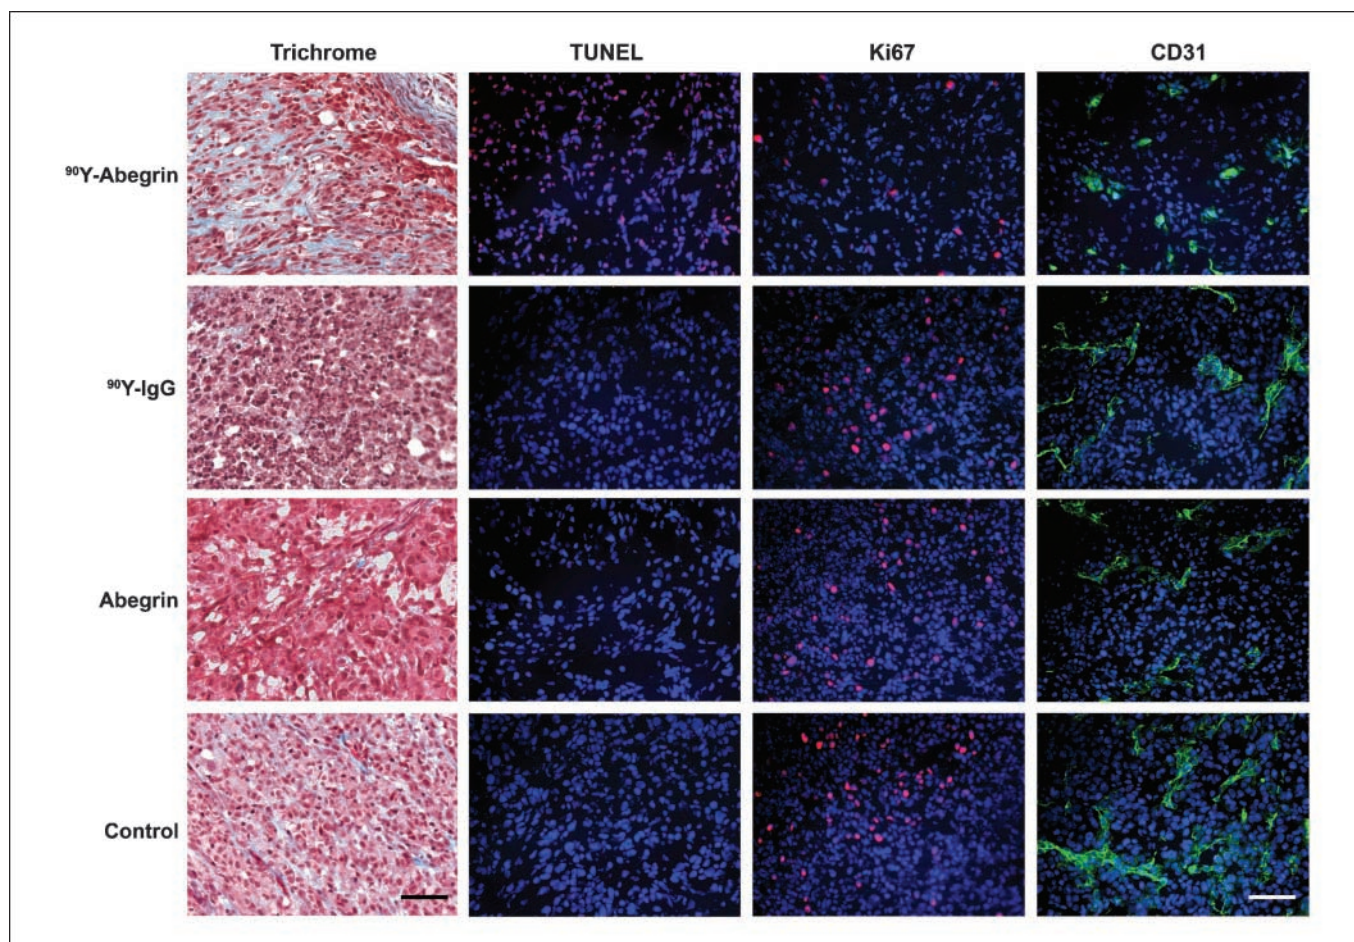 Trichrome TUNEL Ki67 CD31
⁹⁰Y-Abegrin
⁹⁰Y-IgG
Abegrin
Control